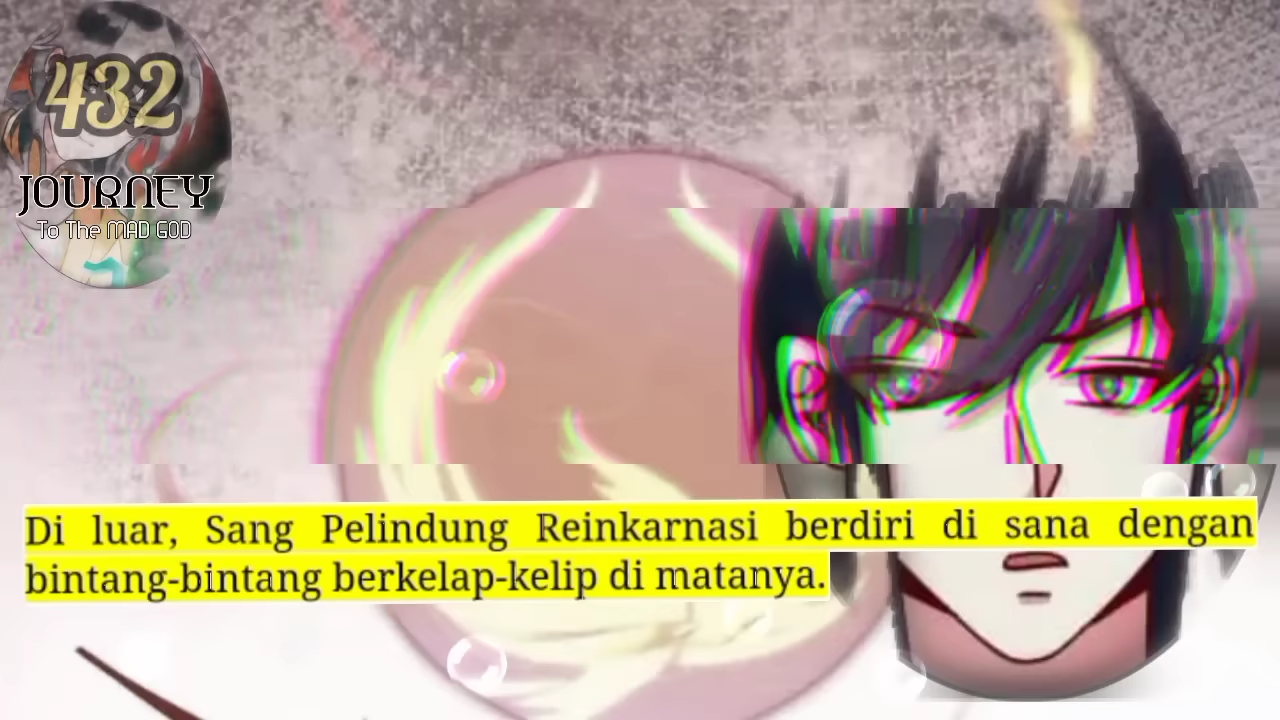 432
JOURNEY
To The MAD GOD
Di luar, Sang Pelindung Reinkarnasi berdiri di sana dengan
bintang-bintang berkelap-kelip di matanya.